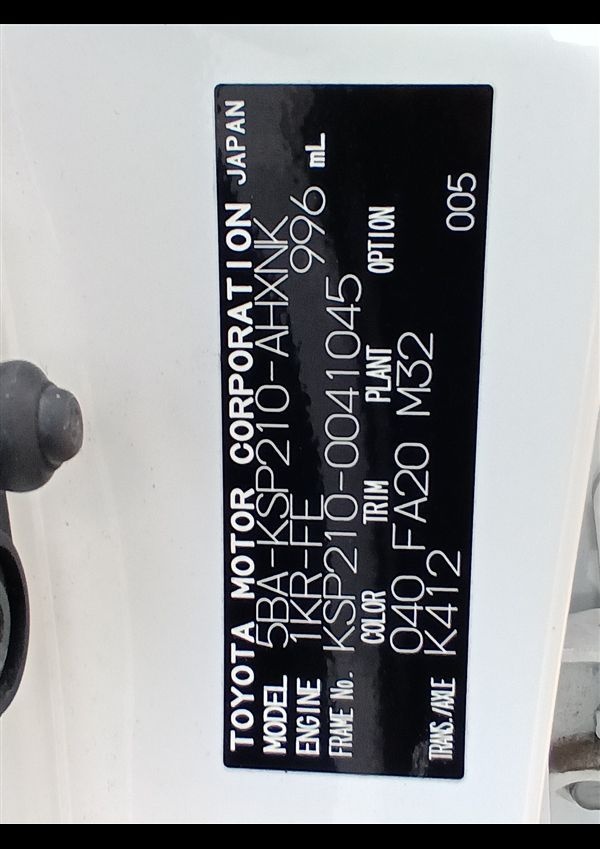 TOYOTA MOTOR CORPORATION JAPAN
MODEL 5BA-KSP210-AHXNK
ENGINE 1KR-FE 996 mL
FRAME No. KSP210-0041045
COLOR TRIM PLANT OPTION
040 FA20 M32
TRANS./AXLE K412 005